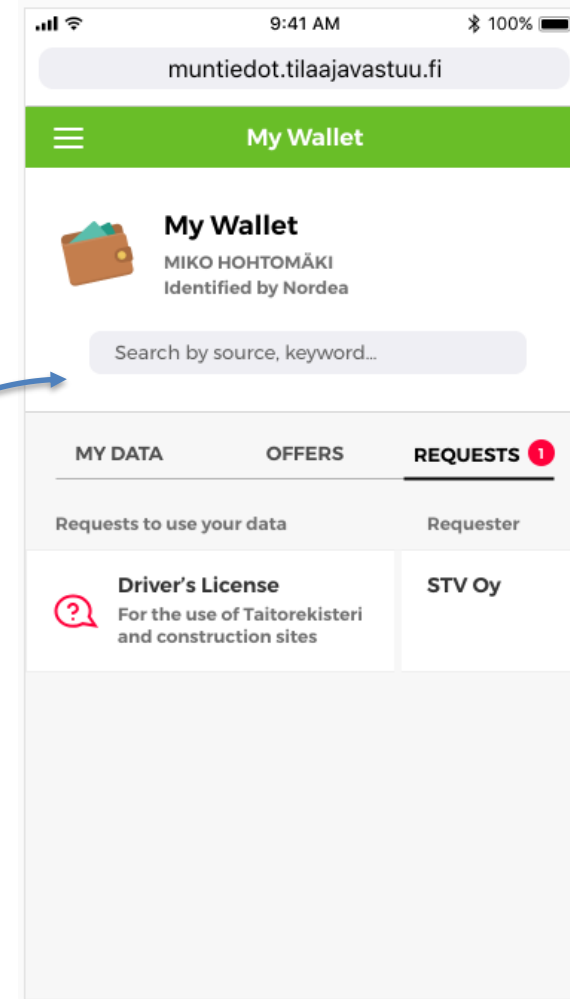 9:41 AM
100%
muntiedot.tilaajavastuu.fi
My Wallet
My Wallet
MIKO HOHTOMÄKI
Identified by Nordea
Search by source, keyword...
MY DATA OFFERS REQUESTS 1
Requests to use your data Requester
Driver's License STV Oy
For the use of Taitorekisteri
and construction sites